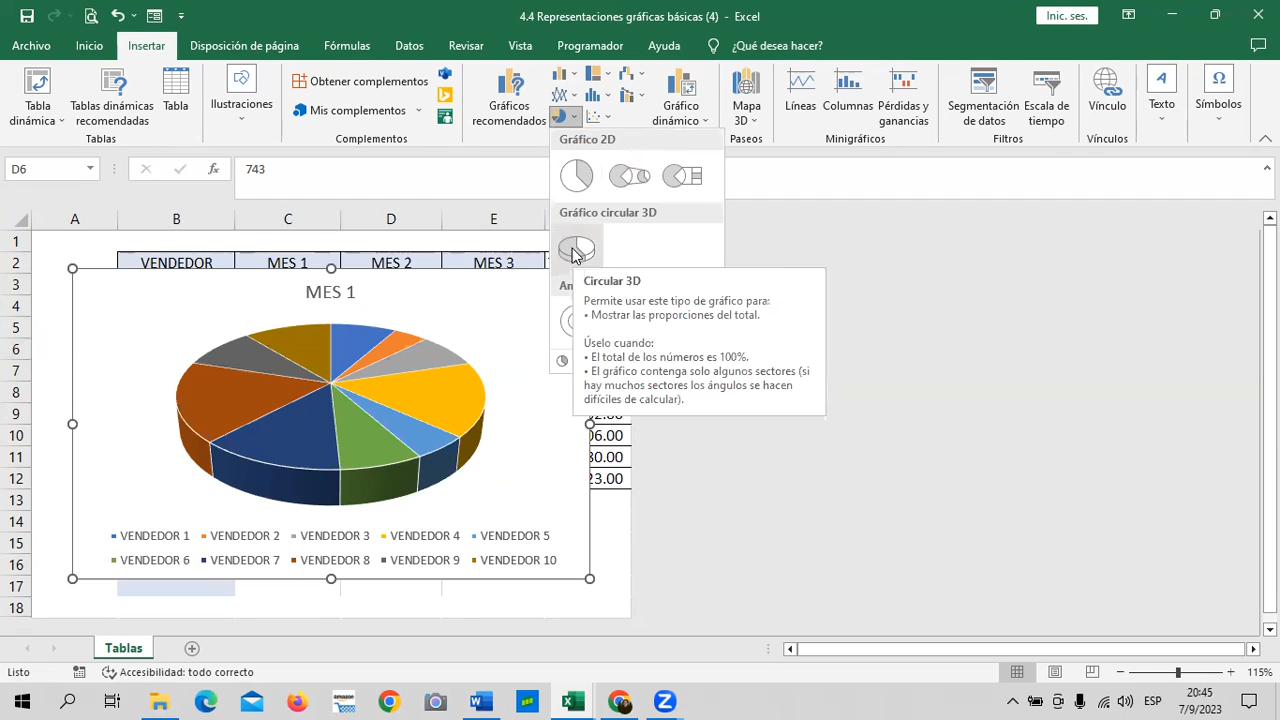 4.4 Representaciones gráficas básicas (4) - Excel
Inic. ses.
Archivo Inicio Insertar Disposición de página Fórmulas Datos Revisar Vista Programador Ayuda ¿Qué desea hacer?
Tabla dinámica
Tablas dinámicas recomendadas
Tabla
Tablas
Ilustraciones
Obtener complementos
Mis complementos
Complementos
Gráficos recomendados
Gráfico dinámico
Mapa 3D
Paseos
Líneas
Columnas
Pérdidas y ganancias
Minigráficos
Segmentación de datos
Escala de tiempo
Filtros
Vínculo
Vínculos
Texto
Símbolos
D6
fx
743
Gráfico 2D
Gráfico circular 3D
Circular 3D
Permite usar este tipo de gráfico para:
• Mostrar las proporciones del total.
Úselo cuando:
• El total de los números es 100%.
• El gráfico contenga solo algunos sectores (si
hay muchos sectores los ángulos se hacen
difíciles de calcular).
A B C D E
1
2 VENDEDOR MES 1 MES 2 MES 3
3
4
5
6
7
8
9
10 06.00
11 80.00
12 23.00
13
14
15
16
17
18
MES 1
VENDEDOR 1 VENDEDOR 2 VENDEDOR 3 VENDEDOR 4 VENDEDOR 5
VENDEDOR 6 VENDEDOR 7 VENDEDOR 8 VENDEDOR 9 VENDEDOR 10
Tablas
Listo
Accesibilidad: todo correcto
115%
amazon
ESP
20:45
7/9/2023